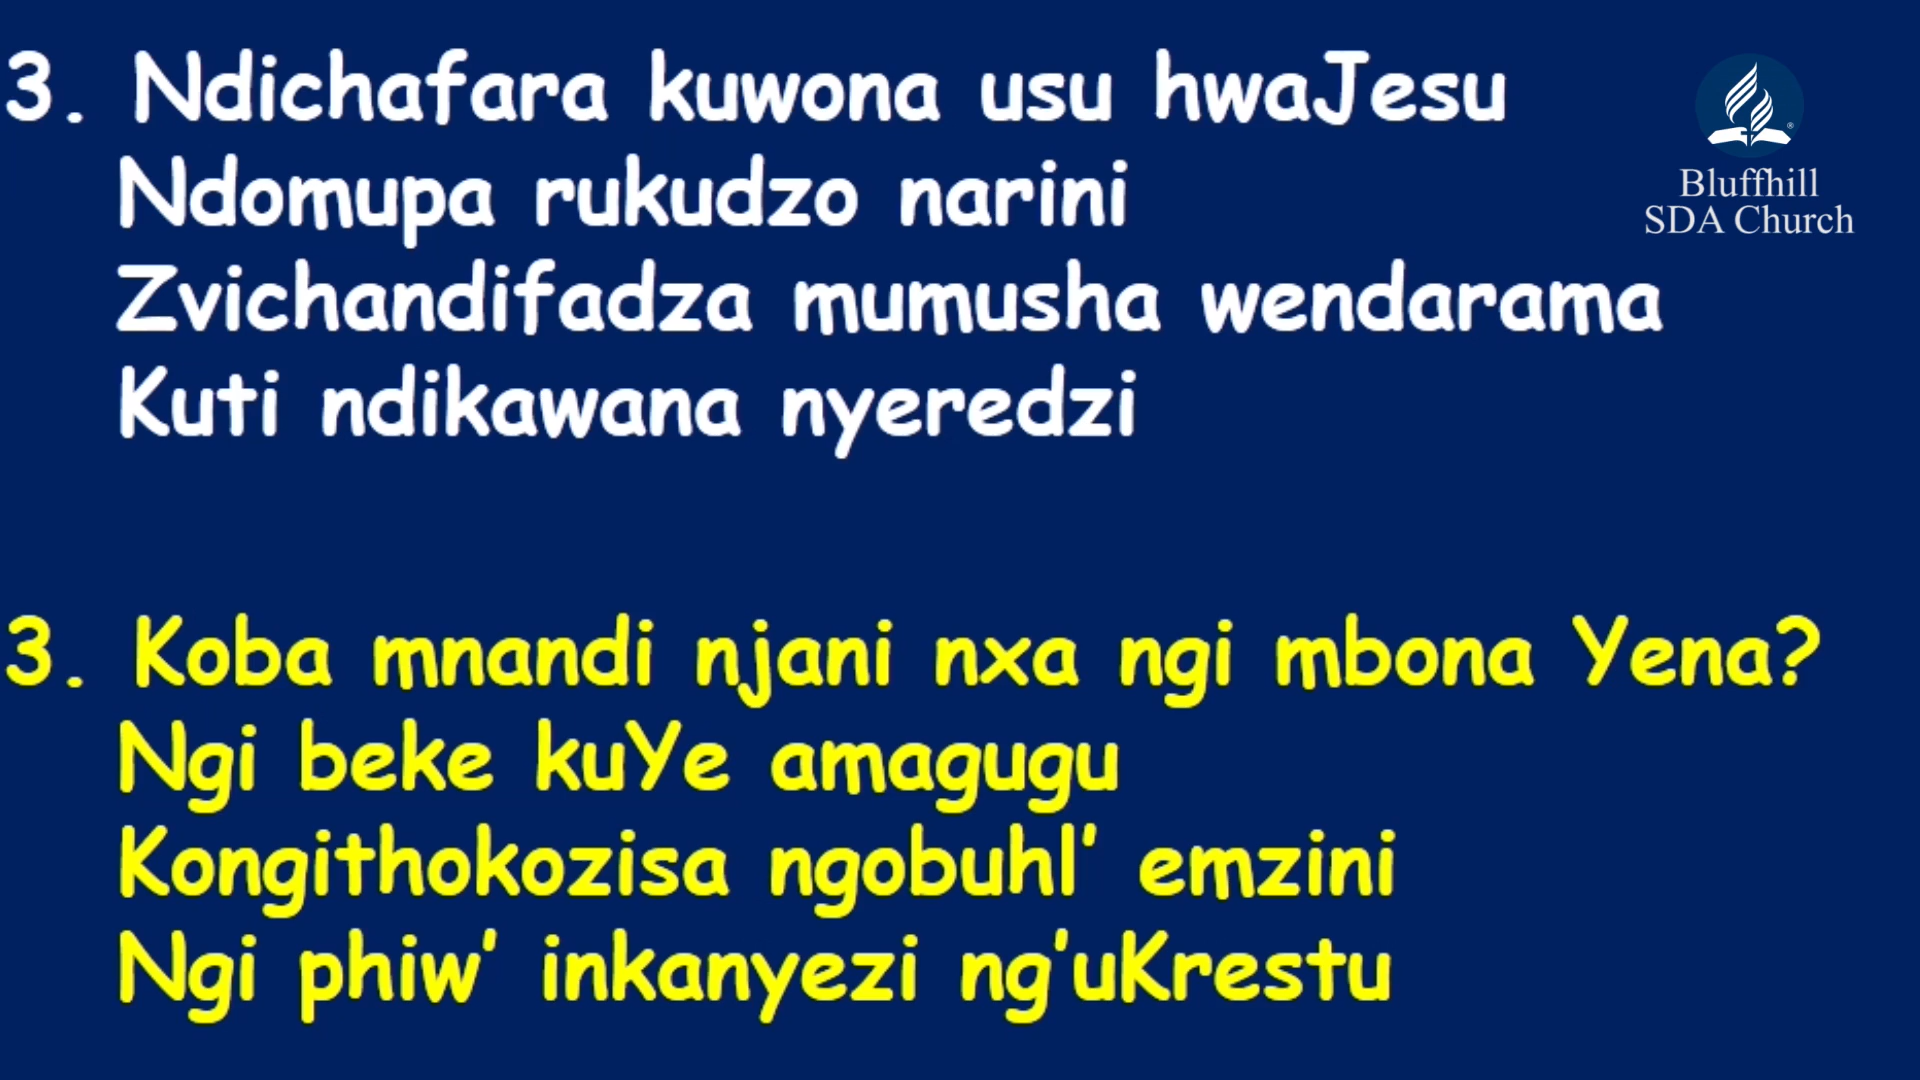 3. Ndichafara kuwona usu hwaJesu
Ndomupa rukudzo narini
Zvichandifadza mumusha wendarama
Kuti ndikawana nyeredzi
Bluffhill
SDA Church
3. Koba mnandi njani nxa ngi mbona Yena?
Ngi beke kuYe amagugu
Kongithokozisa ngobuhl' emzini
Ngi phiw' inkanyezi ng'uKrestu